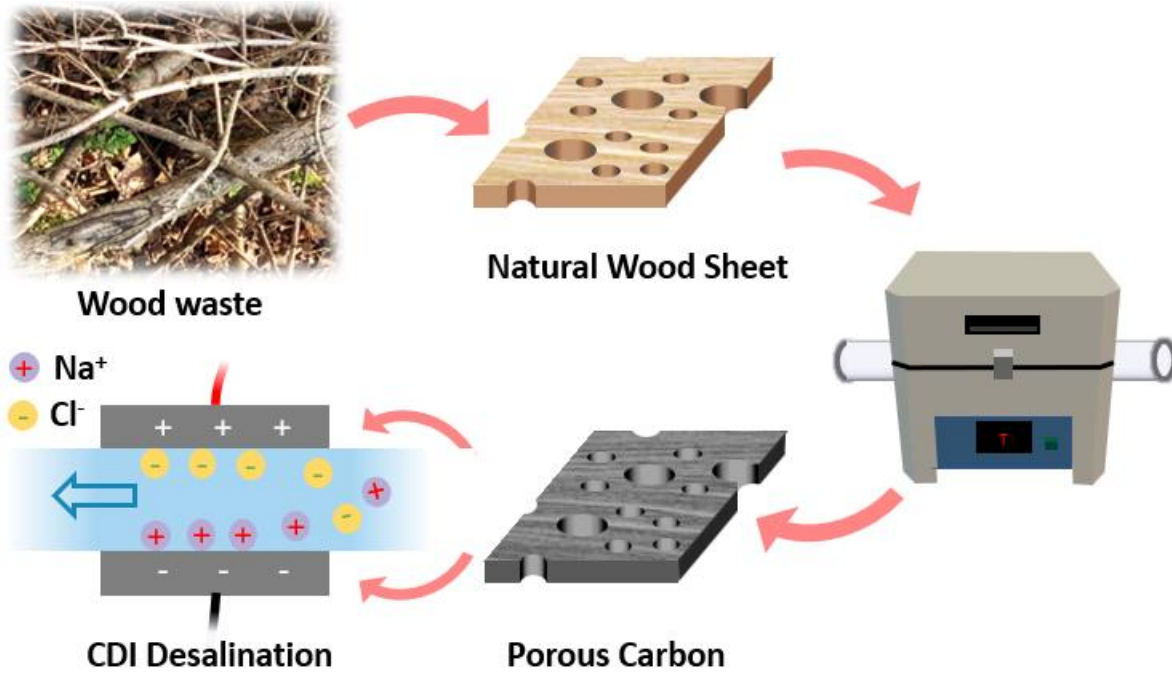 Wood waste
Natural Wood Sheet
T
Na⁺
Cl⁻
+ + +
- - - -
-
+
-
+ + + +
- - -
CDI Desalination
Porous Carbon